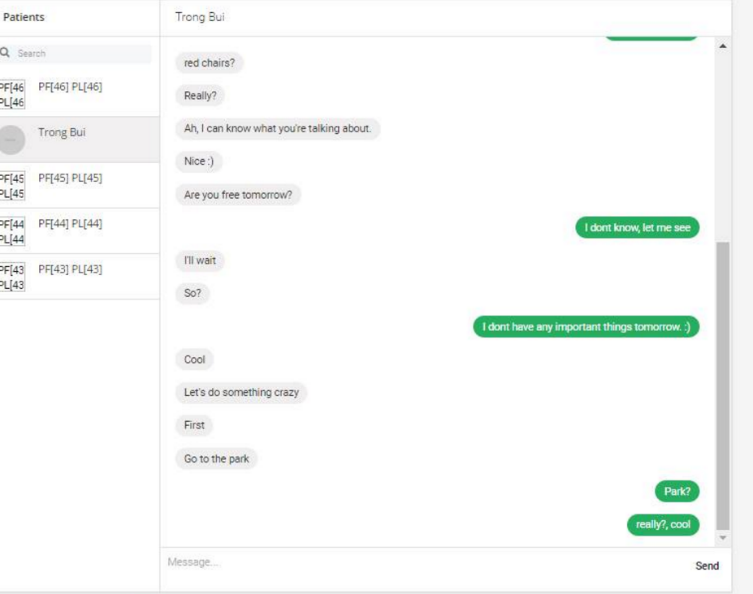 Patients
Search
PF[46
PL[46
PF[46] PL[46]
Trong Bui
PF[45
PL[45
PF[45] PL[45]
PF[44
PL[44
PF[44] PL[44]
PF[43
PL[43
PF[43] PL[43]
Trong Bui
red chairs?
Really?
Ah, I can know what you're talking about.
Nice :)
Are you free tomorrow?
I dont know, let me see
I'll wait
So?
I dont have any important things tomorrow. :)
Cool
Let's do something crazy
First
Go to the park
Park?
really?, cool
Message...
Send